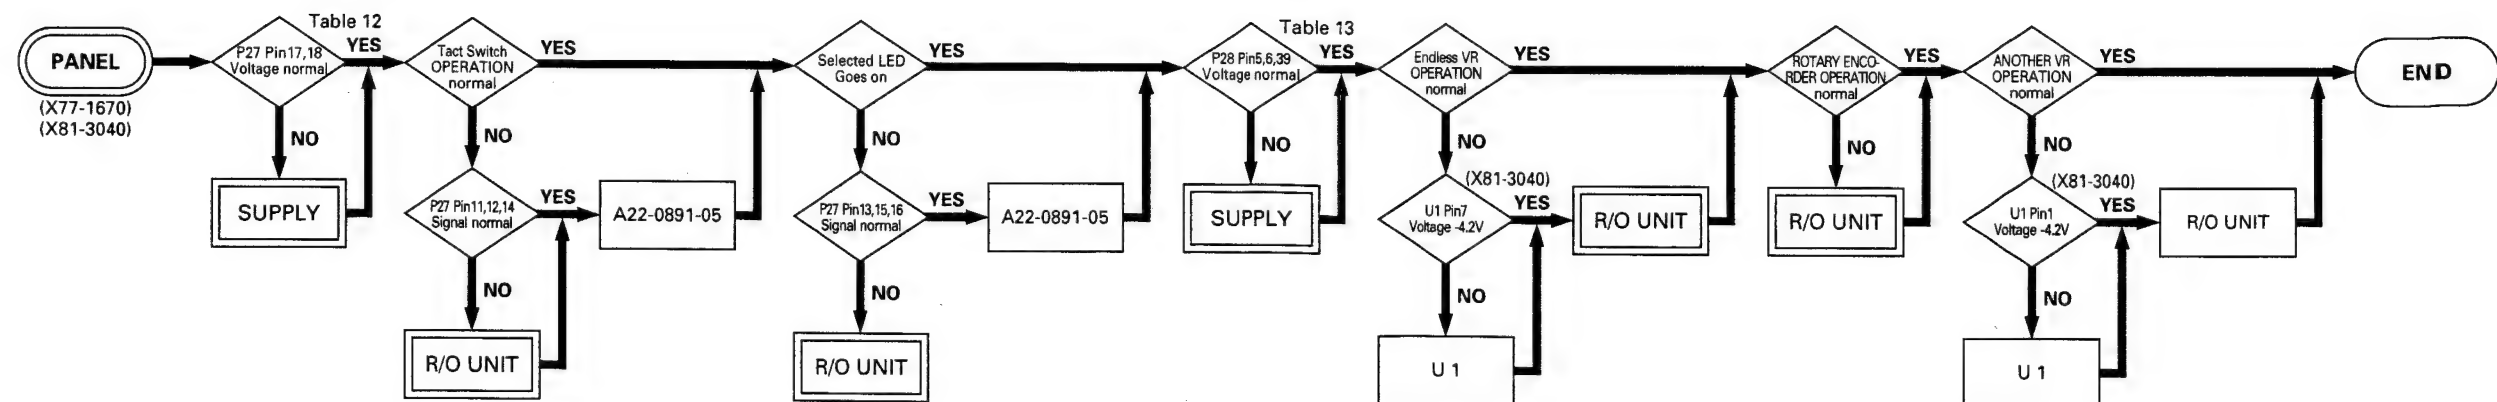 PANEL
(X77-1670)
(X81-3040)
Table 12
P27 Pin17,18
Voltage normal
YES
NO
SUPPLY
Tact Switch
OPERATION
normal
YES
NO
P27 Pin11,12,14
Signal normal
YES
NO
A22-0891-05
R/O UNIT
Selected LED
Goes on
YES
NO
P27 Pin13,15,16
Signal normal
YES
NO
A22-0891-05
R/O UNIT
Table 13
P28 Pin5,6,39
Voltage normal
YES
NO
SUPPLY
Endless VR
OPERATION
normal
YES
NO
(X81-3040)
U1 Pin7
Voltage -4.2V
YES
NO
R/O UNIT
U 1
ROTARY ENCO-
RDER OPERATION
normal
YES
NO
R/O UNIT
ANOTHER VR
OPERATION
normal
YES
NO
(X81-3040)
U1 Pin1
Voltage -4.2V
YES
NO
R/O UNIT
U 1
END